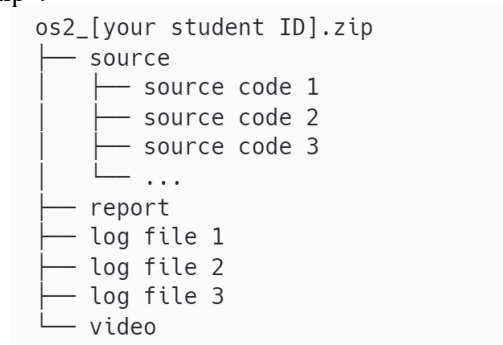 os2_[your student ID].zip
├── source
│   ├── source code 1
│   ├── source code 2
│   ├── source code 3
│   └── ...
├── report
├── log file 1
├── log file 2
├── log file 3
└── video